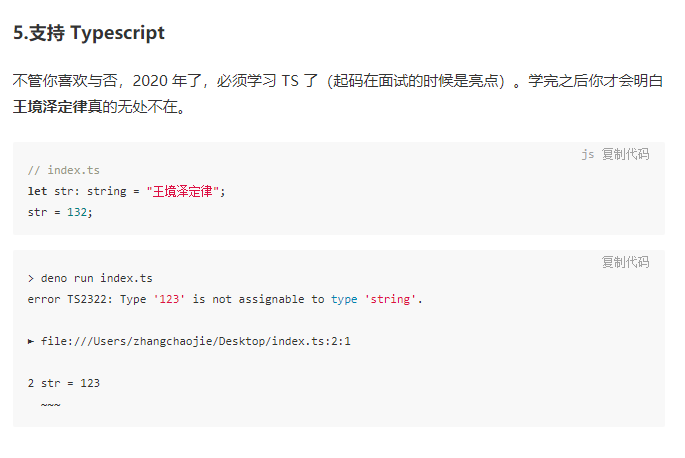 5.支持 Typescript
不管你喜欢与否，2020 年了，必须学习 TS 了（起码在面试的时候是亮点）。学完之后你才会明白
王境泽定律真的无处不在。
js 复制代码
// index.ts
let str: string = "王境泽定律";
str = 132;
复制代码
> deno run index.ts
error TS2322: Type '123' is not assignable to type 'string'.
► file:///Users/zhangchaojie/Desktop/index.ts:2:1
2 str = 123
~~~